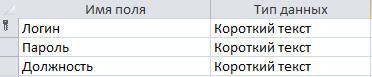 Имя поля Тип данных
Логин Короткий текст
Пароль Короткий текст
Должность Короткий текст